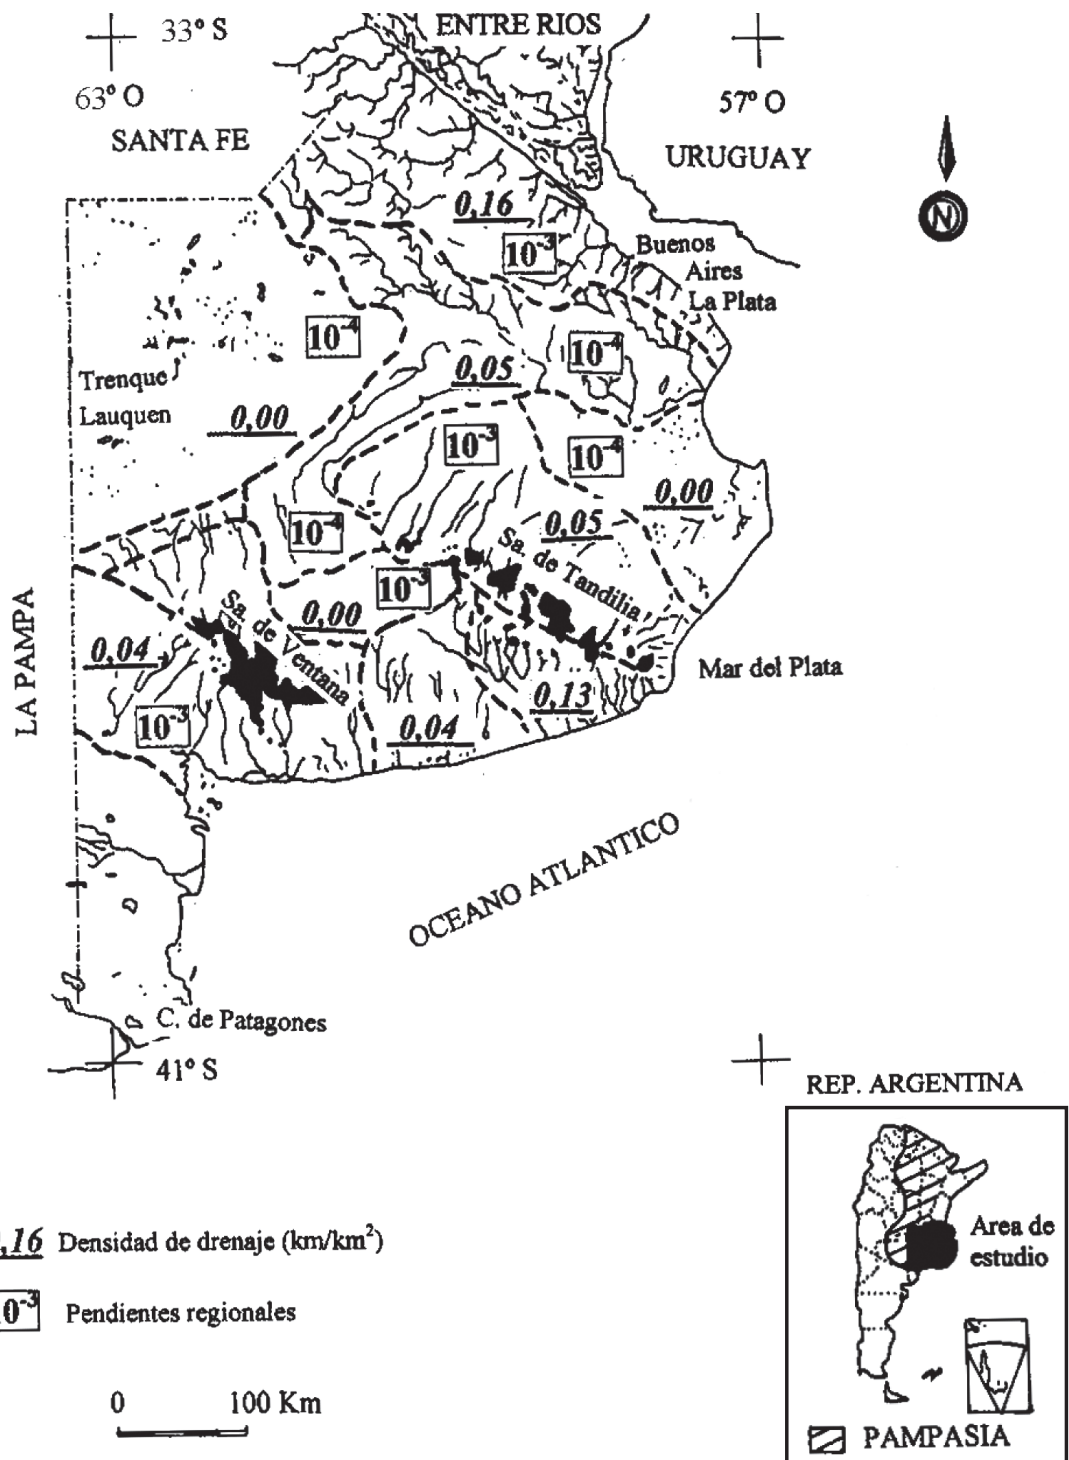 ENTRE RIOS
33° S
63° O
57° O
SANTA FE
URUGUAY
N
0,16
10⁻³
Buenos
Aires
La Plata
10⁻⁴
10⁻⁴
Trenque
Lauquen
0,05
0,00
10⁻³
10⁻⁴
0,00
10⁻⁴
0,05
Sa. de Tandilia
10⁻³
LA PAMPA
Sa. de Ventana
0,00
0,04
Mar del Plata
0,13
10⁻³
0,04
OCEANO ATLANTICO
C. de Patagones
41° S
REP. ARGENTINA
Area de
estudio
,16 Densidad de drenaje (km/km²)
0⁻³ Pendientes regionales
0 100 Km
PAMPASIA